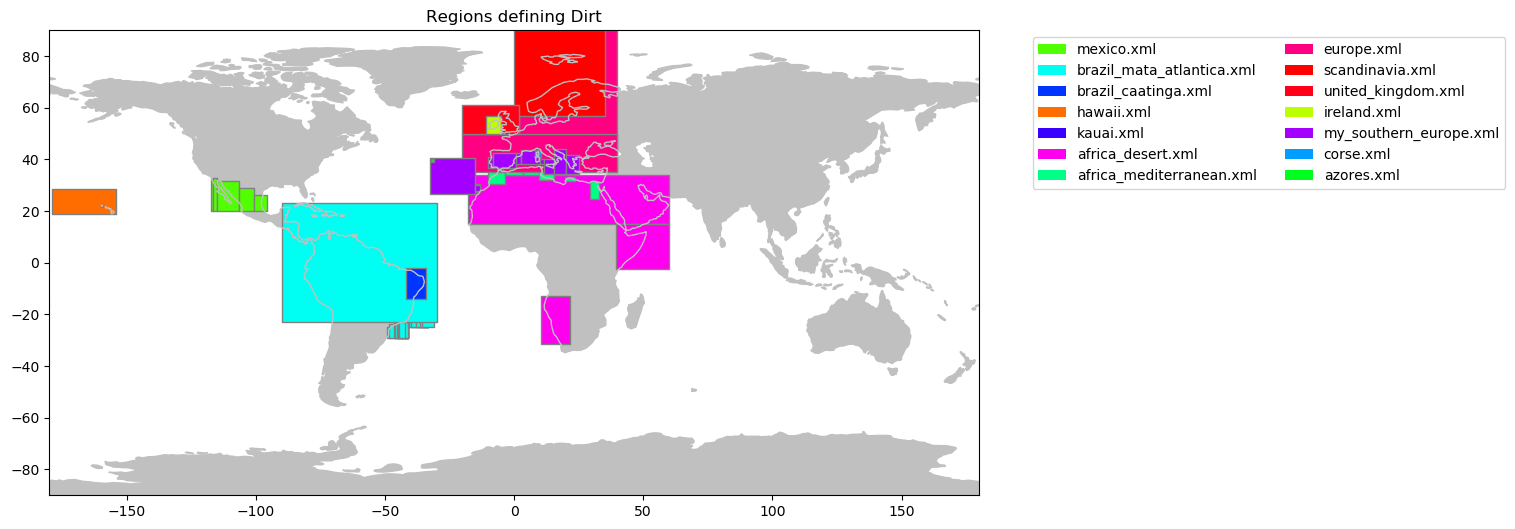 Regions defining Dirt
80
60
40
20
0
−20
−40
−60
−80
−150
−100
−50
0
50
100
150
mexico.xml
brazil_mata_atlantica.xml
brazil_caatinga.xml
hawaii.xml
kauai.xml
africa_desert.xml
africa_mediterranean.xml
europe.xml
scandinavia.xml
united_kingdom.xml
ireland.xml
my_southern_europe.xml
corse.xml
azores.xml